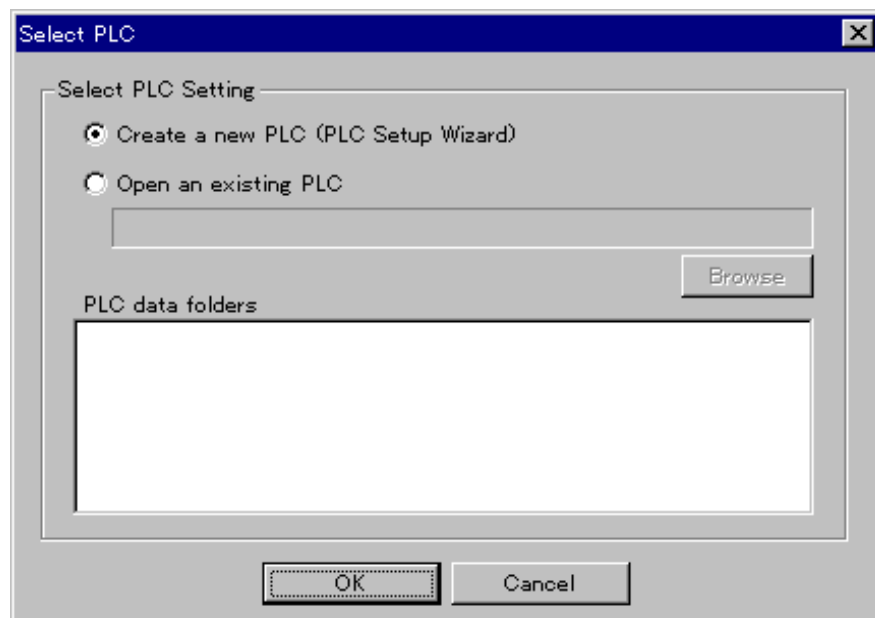 Select PLC
Select PLC Setting
Create a new PLC (PLC Setup Wizard)
Open an existing PLC
Browse
PLC data folders
OK
Cancel